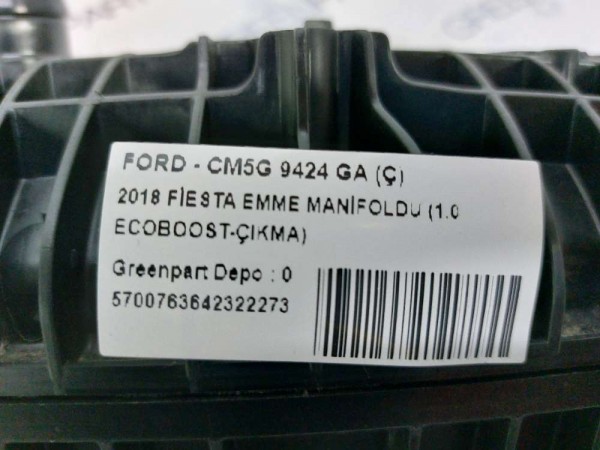 FORD - CM5G 9424 GA (Ç)
2018 FİESTA EMME MANİFOLDU (1.0
ECOBOOST-ÇIKMA)
Greenpart Depo : 0
5700763642322273